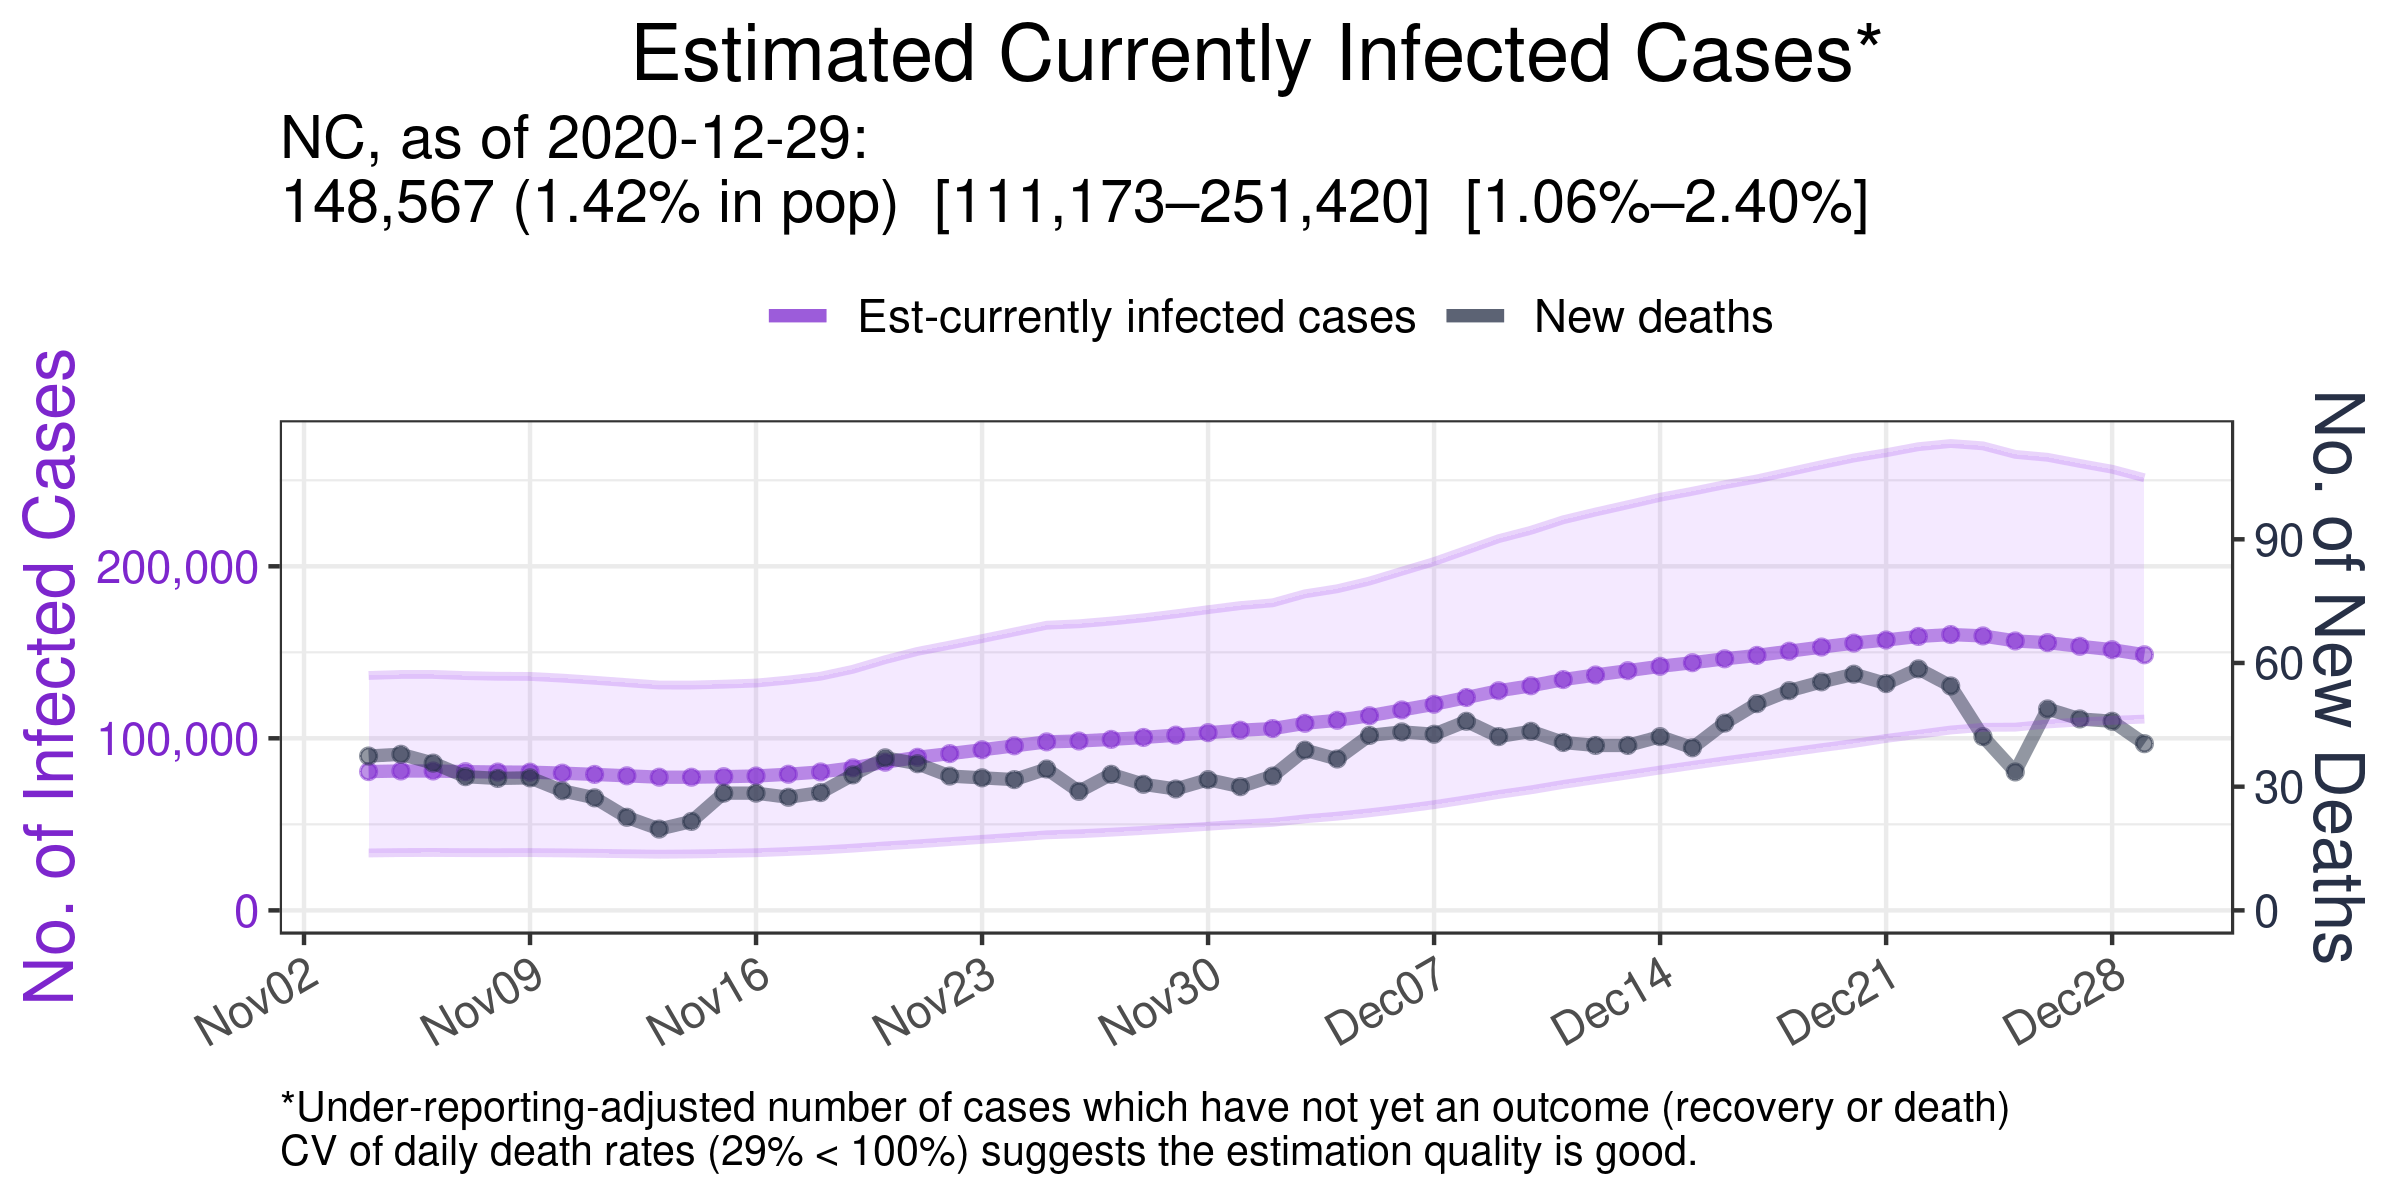 Estimated Currently Infected Cases*
NC, as of 2020-12-29:
148,567 (1.42% in pop)  [111,173–251,420]  [1.06%–2.40%]
Est-currently infected cases
New deaths
No. of Infected Cases
200,000
100,000
0
90
60
30
0
No. of New Deaths
Nov02
Nov09
Nov16
Nov23
Nov30
Dec07
Dec14
Dec21
Dec28
*Under-reporting-adjusted number of cases which have not yet an outcome (recovery or death)
CV of daily death rates (29% < 100%) suggests the estimation quality is good.